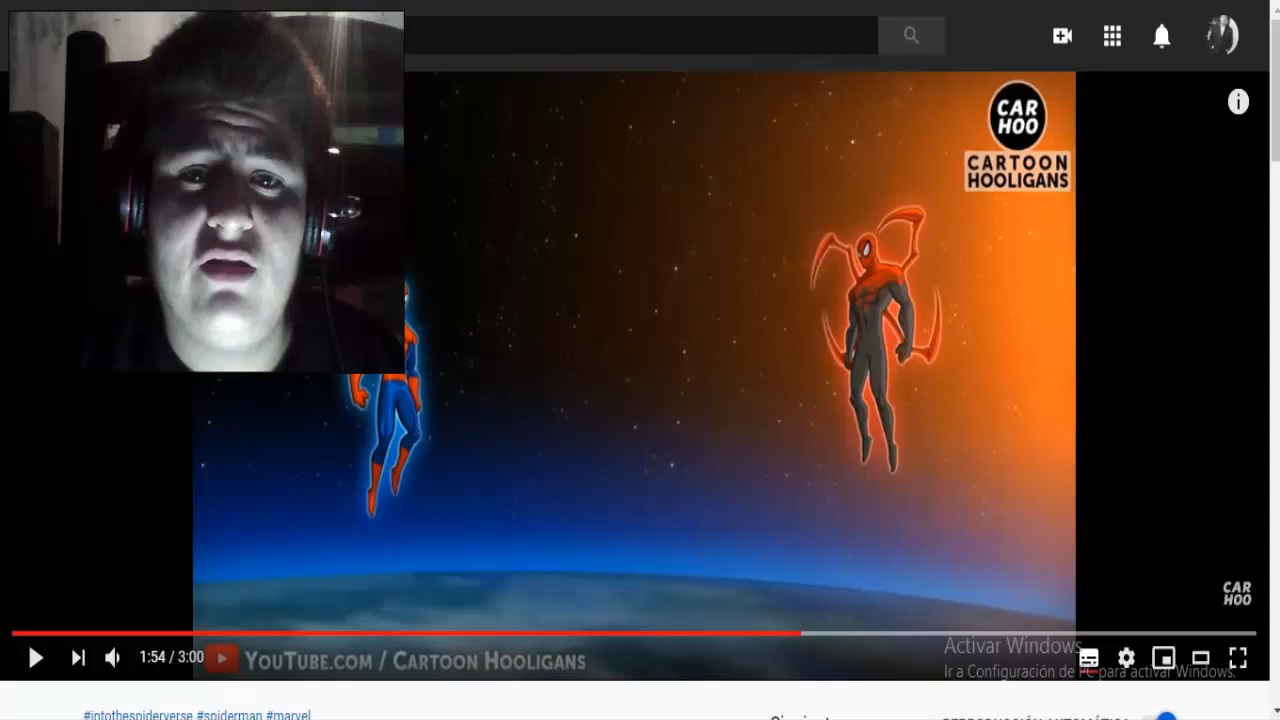 CAR
HOO
CARTOON
HOOLIGANS
CAR
HOO
1:54 / 3:00
YOUTUBE.COM / CARTOON HOOLIGANS
Activar Windows
Ir a Configuración de PC para activar Windows.
#intothespiderverse #spiderman #marvel